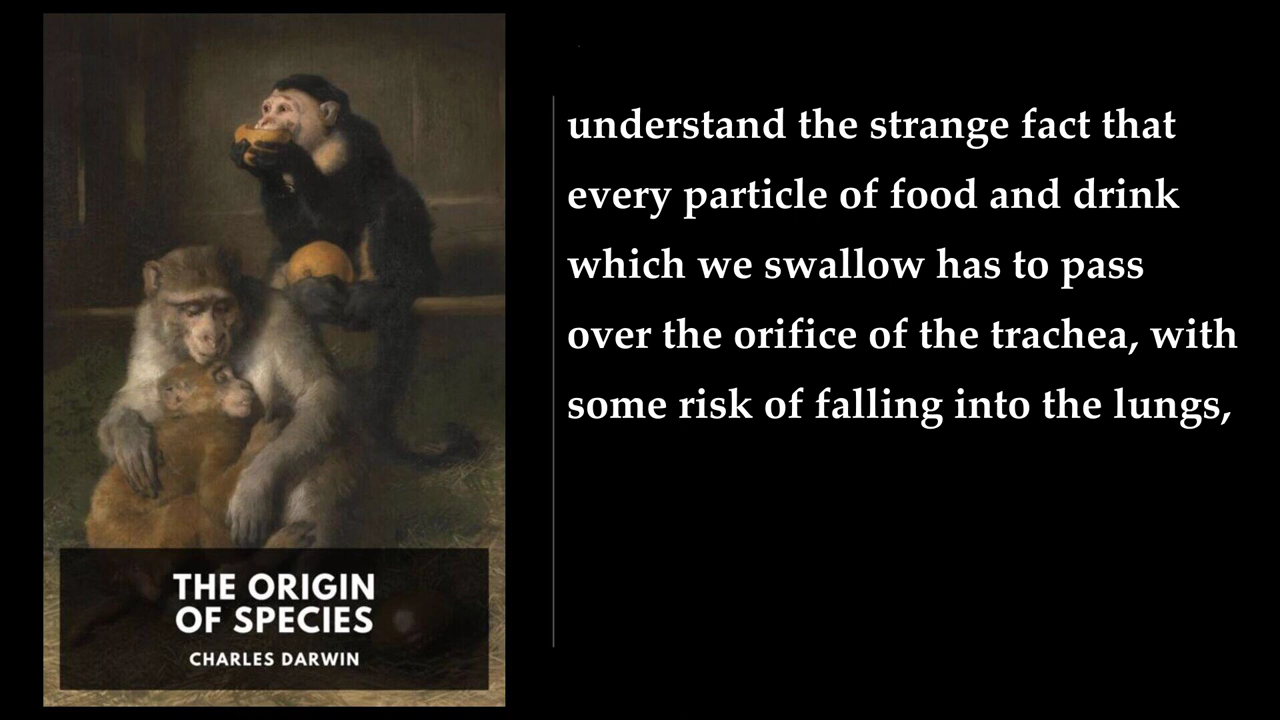 THE ORIGIN
OF SPECIES
CHARLES DARWIN
understand the strange fact that
every particle of food and drink
which we swallow has to pass
over the orifice of the trachea, with
some risk of falling into the lungs,